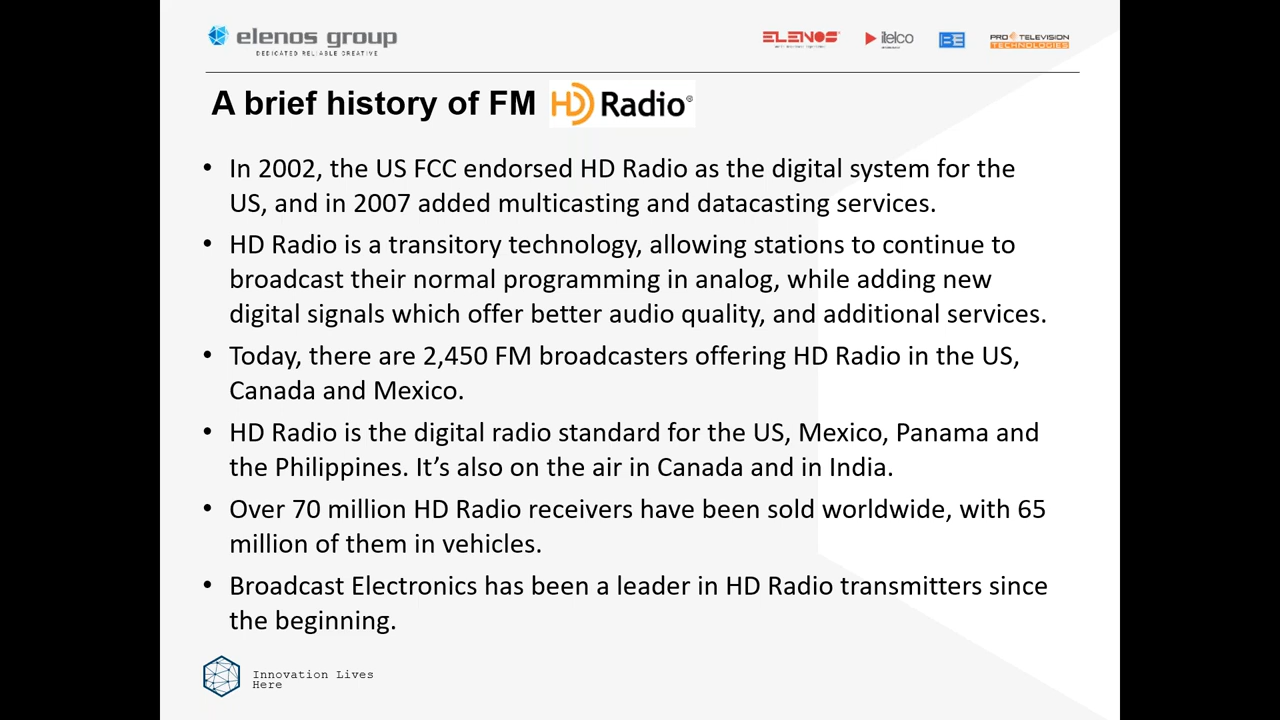 elenos group
DEDICATED RELIABLE CREATIVE
ELENOS
itelco
BE
PRO TELEVISION
TECHNOLOGIES
A brief history of FM HD Radio®
• In 2002, the US FCC endorsed HD Radio as the digital system for the
US, and in 2007 added multicasting and datacasting services.
• HD Radio is a transitory technology, allowing stations to continue to
broadcast their normal programming in analog, while adding new
digital signals which offer better audio quality, and additional services.
• Today, there are 2,450 FM broadcasters offering HD Radio in the US,
Canada and Mexico.
• HD Radio is the digital radio standard for the US, Mexico, Panama and
the Philippines. It’s also on the air in Canada and in India.
• Over 70 million HD Radio receivers have been sold worldwide, with 65
million of them in vehicles.
• Broadcast Electronics has been a leader in HD Radio transmitters since
the beginning.
Innovation Lives
Here